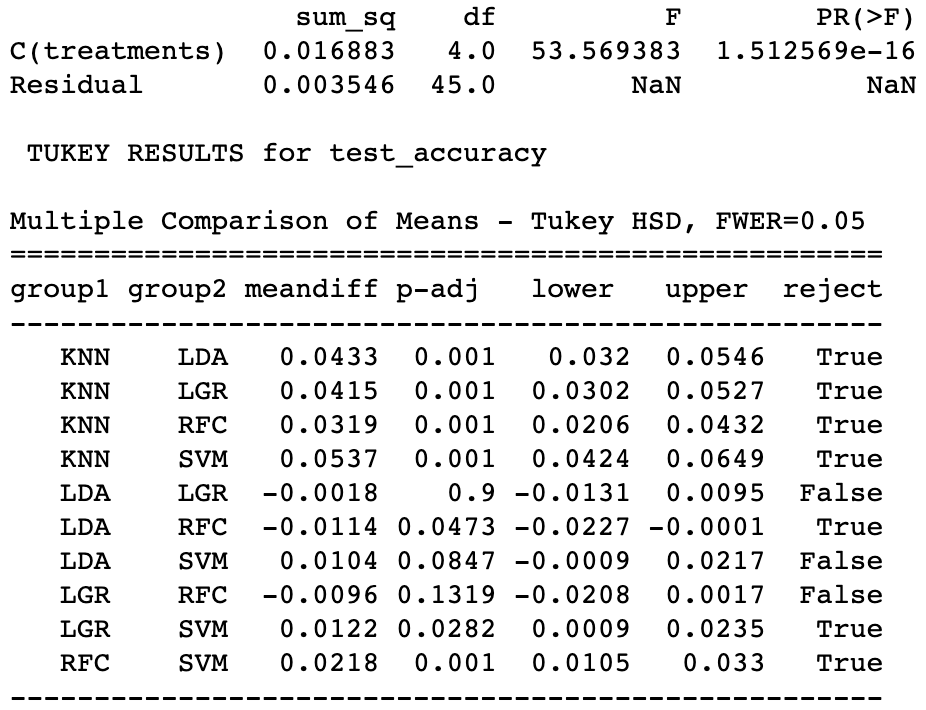 sum_sq    df          F        PR(>F)
C(treatments)  0.016883   4.0  53.569383  1.512569e-16
Residual       0.003546  45.0        NaN           NaN
 TUKEY RESULTS for test_accuracy
Multiple Comparison of Means - Tukey HSD, FWER=0.05
====================================================
group1 group2 meandiff p-adj   lower   upper  reject
----------------------------------------------------
   KNN    LDA   0.0433  0.001   0.032  0.0546   True
   KNN    LGR   0.0415  0.001  0.0302  0.0527   True
   KNN    RFC   0.0319  0.001  0.0206  0.0432   True
   KNN    SVM   0.0537  0.001  0.0424  0.0649   True
   LDA    LGR  -0.0018    0.9 -0.0131  0.0095  False
   LDA    RFC  -0.0114 0.0473 -0.0227 -0.0001   True
   LDA    SVM   0.0104 0.0847 -0.0009  0.0217  False
   LGR    RFC  -0.0096 0.1319 -0.0208  0.0017  False
   LGR    SVM   0.0122 0.0282  0.0009  0.0235   True
   RFC    SVM   0.0218  0.001  0.0105   0.033   True
----------------------------------------------------